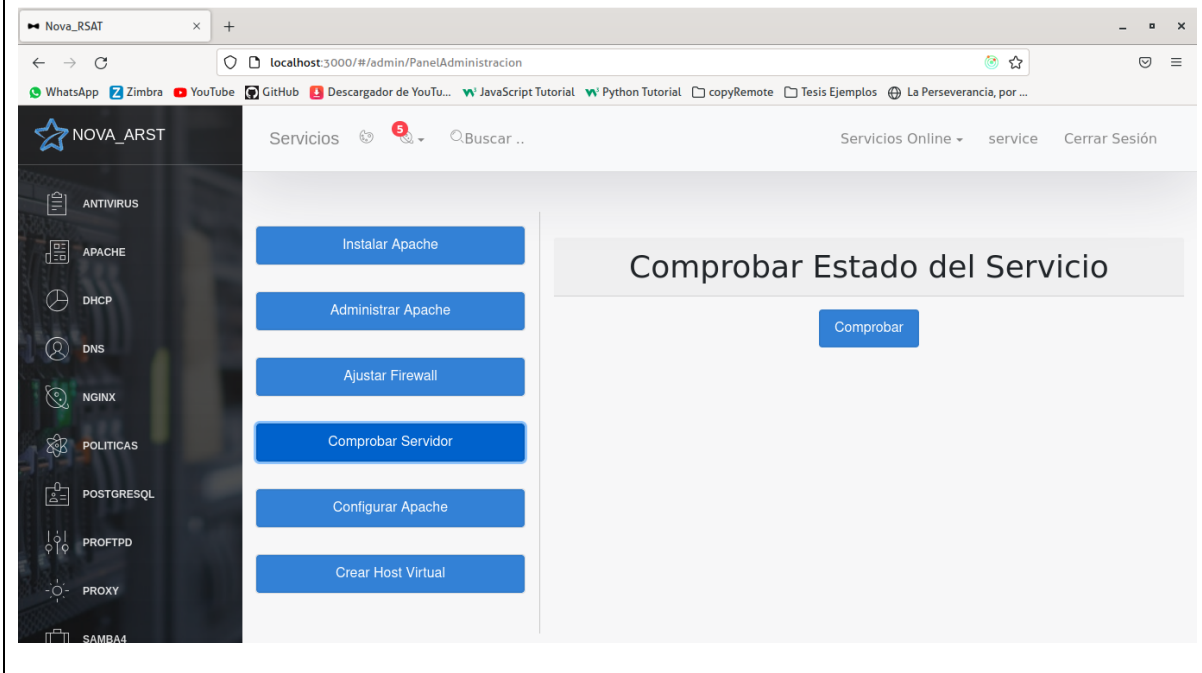 Nova_RSAT
localhost:3000/#/admin/PanelAdministracion
WhatsApp Zimbra YouTube GitHub Descargador de YouTu... JavaScript Tutorial Python Tutorial copyRemote Tesis Ejemplos La Perseverancia, por ...
NOVA_ARST
Servicios 5 Buscar .. Servicios Online service Cerrar Sesión
ANTIVIRUS
APACHE
DHCP
DNS
NGINX
POLITICAS
POSTGRESQL
PROFTPD
PROXY
SAMBA4
Instalar Apache
Administrar Apache
Ajustar Firewall
Comprobar Servidor
Configurar Apache
Crear Host Virtual
Comprobar Estado del Servicio
Comprobar